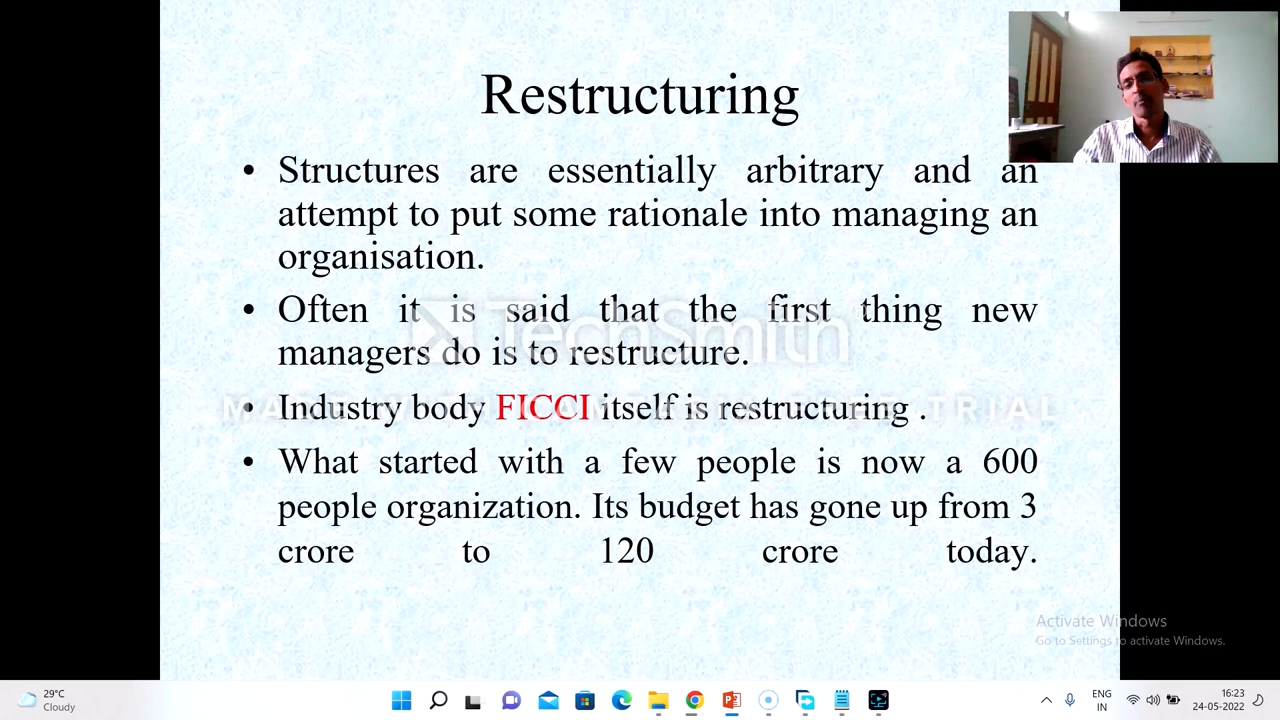 Restructuring
• Structures are essentially arbitrary and an
attempt to put some rationale into managing an
organisation.
• Often it is said that the first thing new
managers do is to restructure.
• Industry body FICCI itself is restructuring .
• What started with a few people is now a 600
people organization. Its budget has gone up from 3
crore to 120 crore today.
TechSmith
Activate Windows
Go to Settings to activate Windows.
29°C
Cloudy
ENG
IN
16:23
24-05-2022